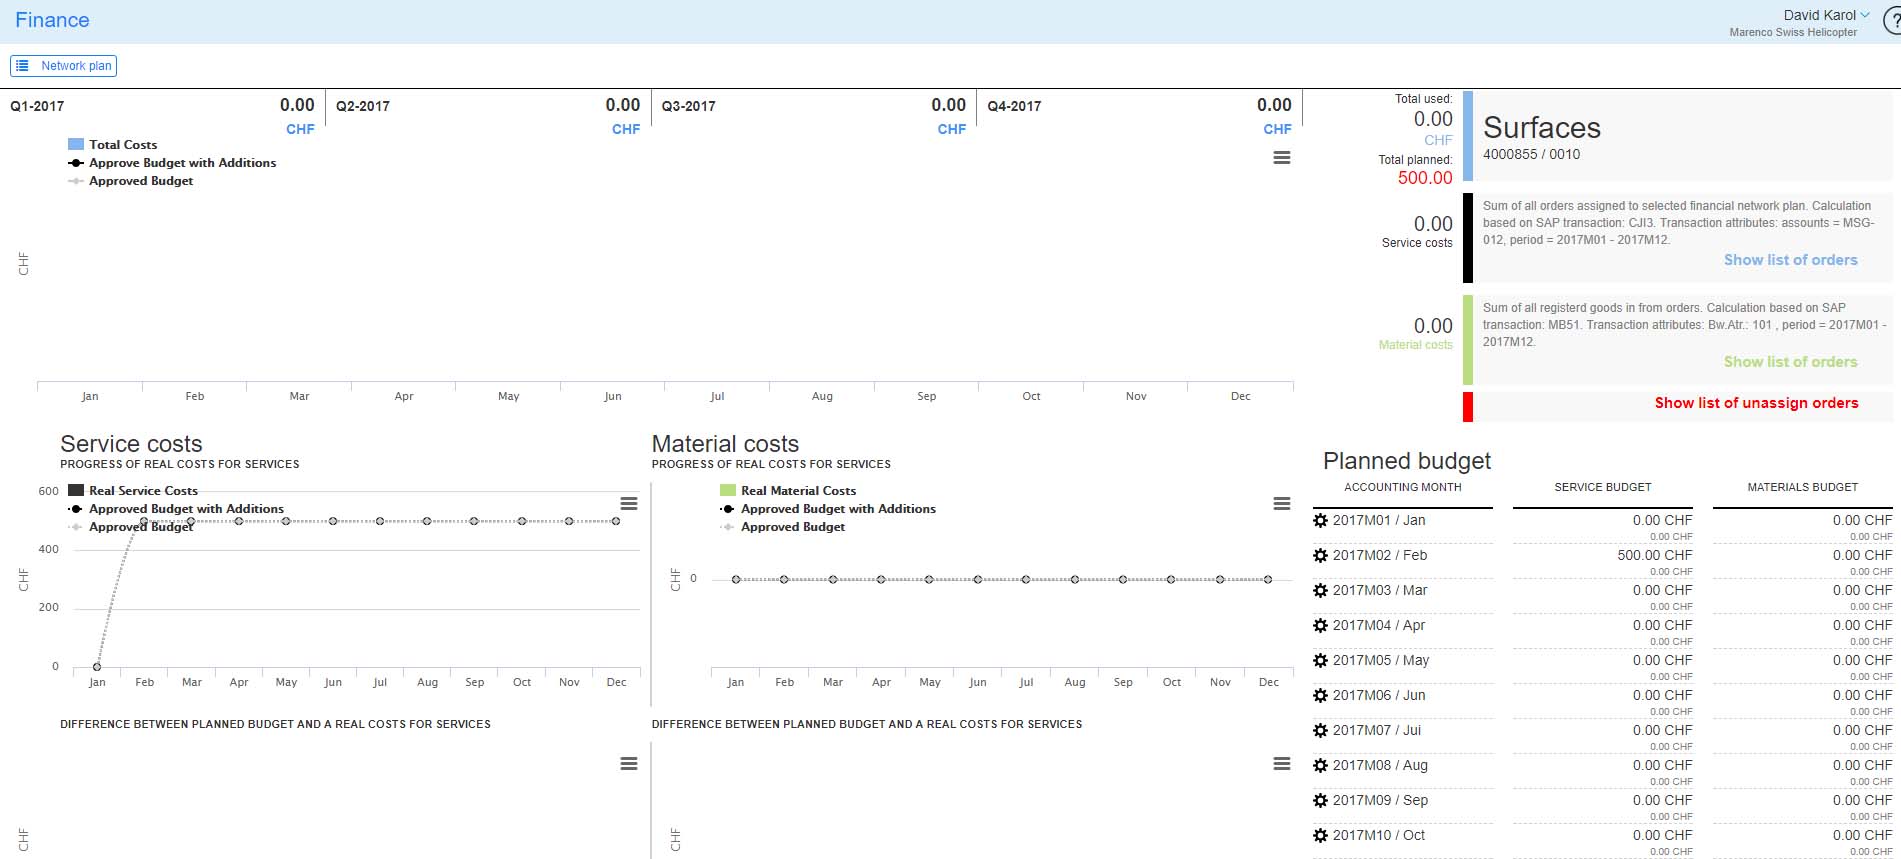 Finance
David Karol
Marenco Swiss Helicopter
?
Network plan
Q1-2017 0.00 CHF
Q2-2017 0.00 CHF
Q3-2017 0.00 CHF
Q4-2017 0.00 CHF
Total Costs
Approve Budget with Additions
Approved Budget
CHF
Jan Feb Mar Apr May Jun Jul Aug Sep Oct Nov Dec
Total used:
0.00
CHF
Total planned:
500.00
Surfaces
4000855 / 0010
0.00
Service costs
Sum of all orders assigned to selected financial network plan. Calculation
based on SAP transaction: CJI3. Transaction attributes: assounts = MSG-
012, period = 2017M01 - 2017M12.
Show list of orders
0.00
Material costs
Sum of all registerd goods in from orders. Calculation based on SAP
transaction: MB51. Transaction attributes: Bw.Atr.: 101 , period = 2017M01 -
2017M12.
Show list of orders
Show list of unassign orders
Service costs
PROGRESS OF REAL COSTS FOR SERVICES
Real Service Costs
Approved Budget with Additions
Approved Budget
CHF
600
400
200
0
Jan Feb Mar Apr May Jun Jul Aug Sep Oct Nov Dec
DIFFERENCE BETWEEN PLANNED BUDGET AND A REAL COSTS FOR SERVICES
CHF
Material costs
PROGRESS OF REAL COSTS FOR SERVICES
Real Material Costs
Approved Budget with Additions
Approved Budget
CHF
0
Jan Feb Mar Apr May Jun Jul Aug Sep Oct Nov Dec
DIFFERENCE BETWEEN PLANNED BUDGET AND A REAL COSTS FOR SERVICES
CHF
Planned budget
ACCOUNTING MONTH SERVICE BUDGET MATERIALS BUDGET
2017M01 / Jan 0.00 CHF 0.00 CHF
0.00 CHF 0.00 CHF
2017M02 / Feb 500.00 CHF 0.00 CHF
0.00 CHF 0.00 CHF
2017M03 / Mar 0.00 CHF 0.00 CHF
0.00 CHF 0.00 CHF
2017M04 / Apr 0.00 CHF 0.00 CHF
0.00 CHF 0.00 CHF
2017M05 / May 0.00 CHF 0.00 CHF
0.00 CHF 0.00 CHF
2017M06 / Jun 0.00 CHF 0.00 CHF
0.00 CHF 0.00 CHF
2017M07 / Jui 0.00 CHF 0.00 CHF
0.00 CHF 0.00 CHF
2017M08 / Aug 0.00 CHF 0.00 CHF
0.00 CHF 0.00 CHF
2017M09 / Sep 0.00 CHF 0.00 CHF
0.00 CHF 0.00 CHF
2017M10 / Oct 0.00 CHF 0.00 CHF
0.00 CHF 0.00 CHF